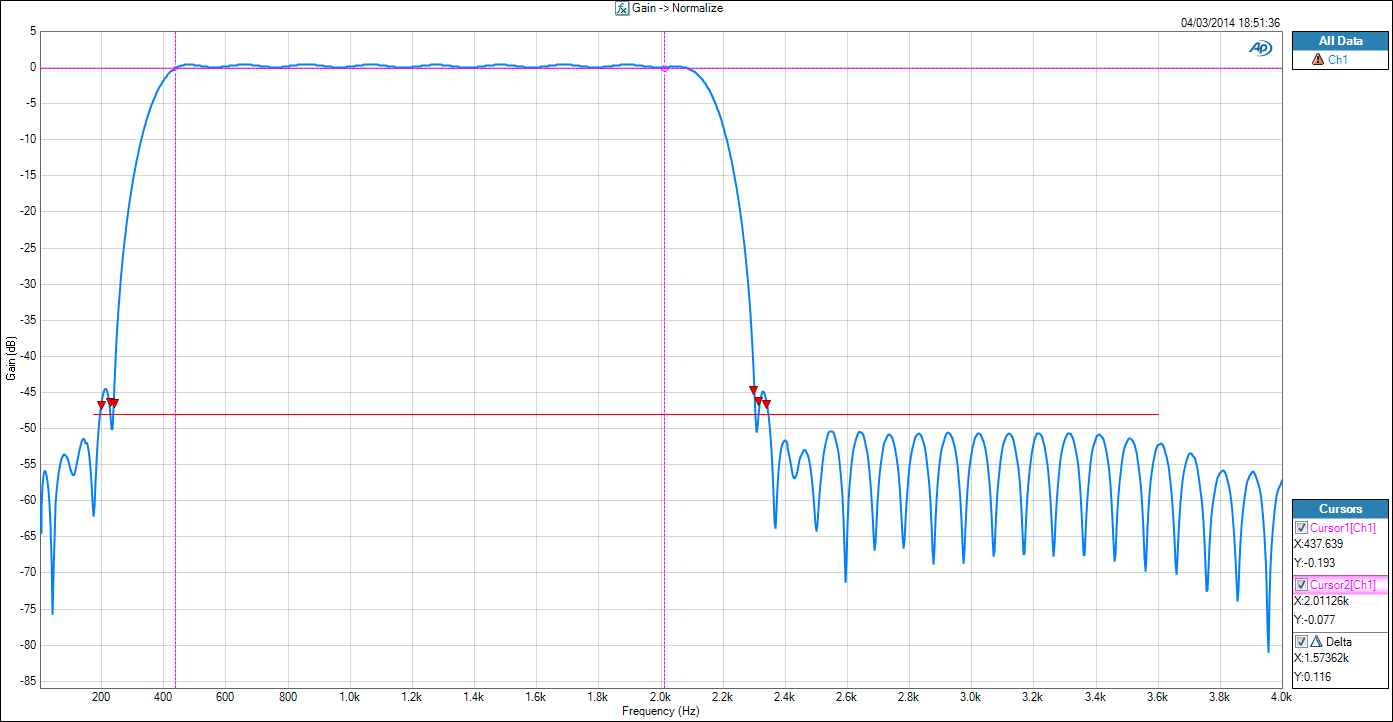 Gain -> Normalize
04/03/2014 18:51:36
AP
All Data
Ch1
5
0
-5
-10
-15
-20
-25
-30
-35
-40
-45
-50
-55
-60
-65
-70
-75
-80
-85
Gain (dB)
200 400 600 800 1.0k 1.2k 1.4k 1.6k 1.8k 2.0k 2.2k 2.4k 2.6k 2.8k 3.0k 3.2k 3.4k 3.6k 3.8k 4.0k
Frequency (Hz)
Cursors
Cursor1[Ch1]
X:437.639
Y:-0.193
Cursor2[Ch1]
X:2.01126k
Y:-0.077
Delta
X:1.57362k
Y:0.116